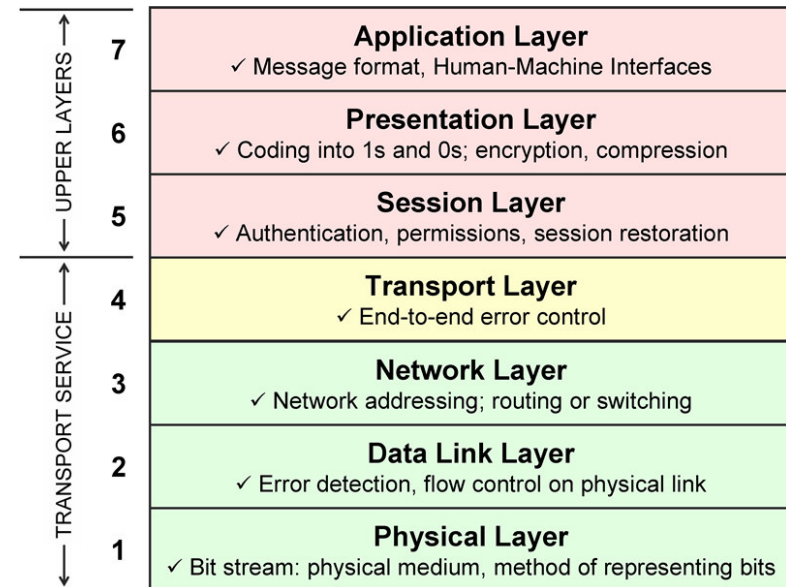 UPPER LAYERS
7
Application Layer
✓ Message format, Human-Machine Interfaces
6
Presentation Layer
✓ Coding into 1s and 0s; encryption, compression
5
Session Layer
✓ Authentication, permissions, session restoration
TRANSPORT SERVICE
4
Transport Layer
✓ End-to-end error control
3
Network Layer
✓ Network addressing; routing or switching
2
Data Link Layer
✓ Error detection, flow control on physical link
1
Physical Layer
✓ Bit stream: physical medium, method of representing bits